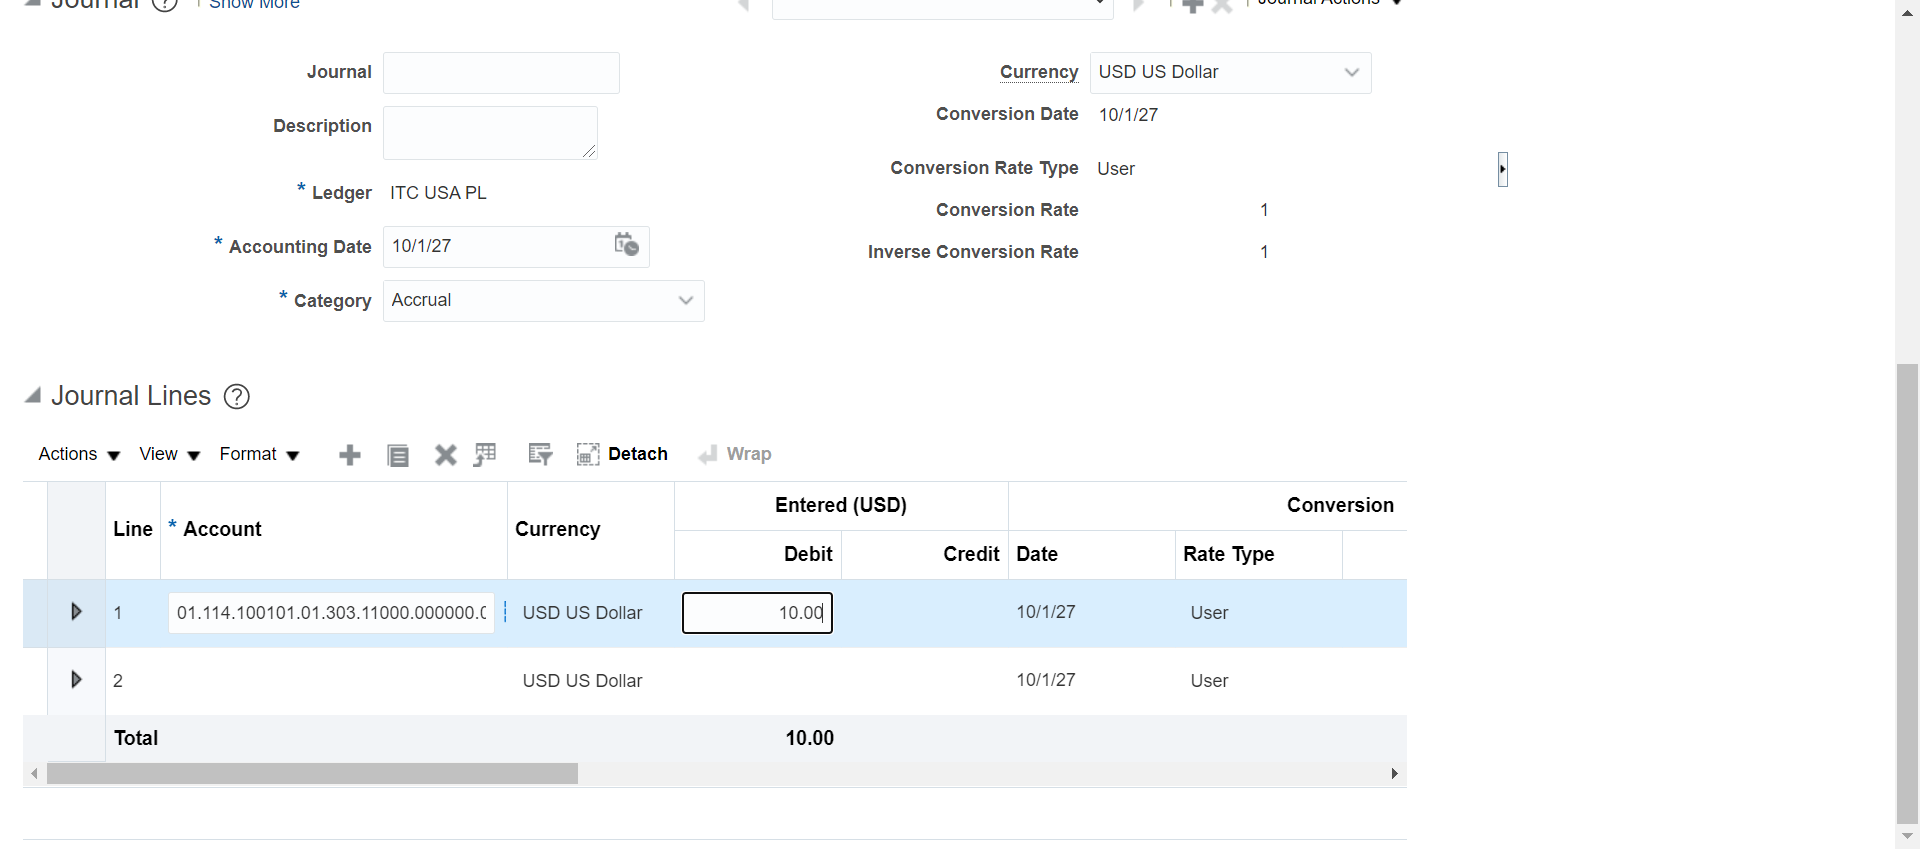 Journal ? Show More Journal Actions
Journal
Description
* Ledger ITC USA PL
* Accounting Date 10/1/27
* Category Accrual
Currency USD US Dollar
Conversion Date 10/1/27
Conversion Rate Type User
Conversion Rate 1
Inverse Conversion Rate 1
Journal Lines ?
Actions View Format Detach Wrap
Line * Account Currency Entered (USD) Conversion
Debit Credit Date Rate Type
1 01.114.100101.01.303.11000.000000.0 USD US Dollar 10.00 10/1/27 User
2 USD US Dollar 10/1/27 User
Total 10.00